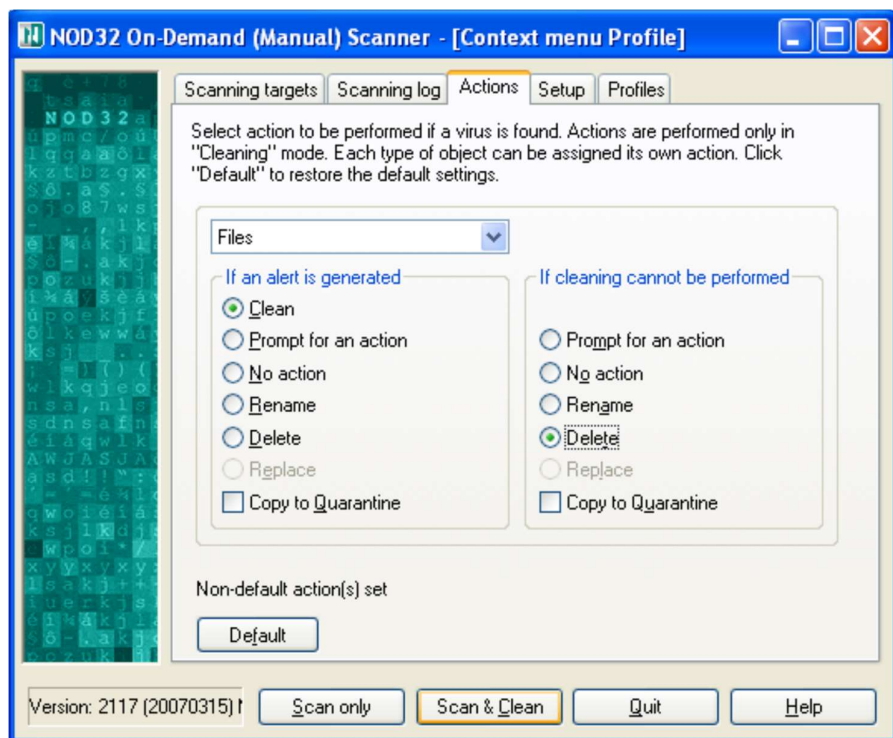 NOD32 On-Demand (Manual) Scanner - [Context menu Profile]
NOD32
Scanning targets
Scanning log
Actions
Setup
Profiles
Select action to be performed if a virus is found. Actions are performed only in
"Cleaning" mode. Each type of object can be assigned its own action. Click
"Default" to restore the default settings.
Files
If an alert is generated
Clean
Prompt for an action
No action
Rename
Delete
Replace
Copy to Quarantine
If cleaning cannot be performed
Prompt for an action
No action
Rename
Delete
Replace
Copy to Quarantine
Non-default action(s) set
Default
Version: 2117 (20070315)
Scan only
Scan & Clean
Quit
Help